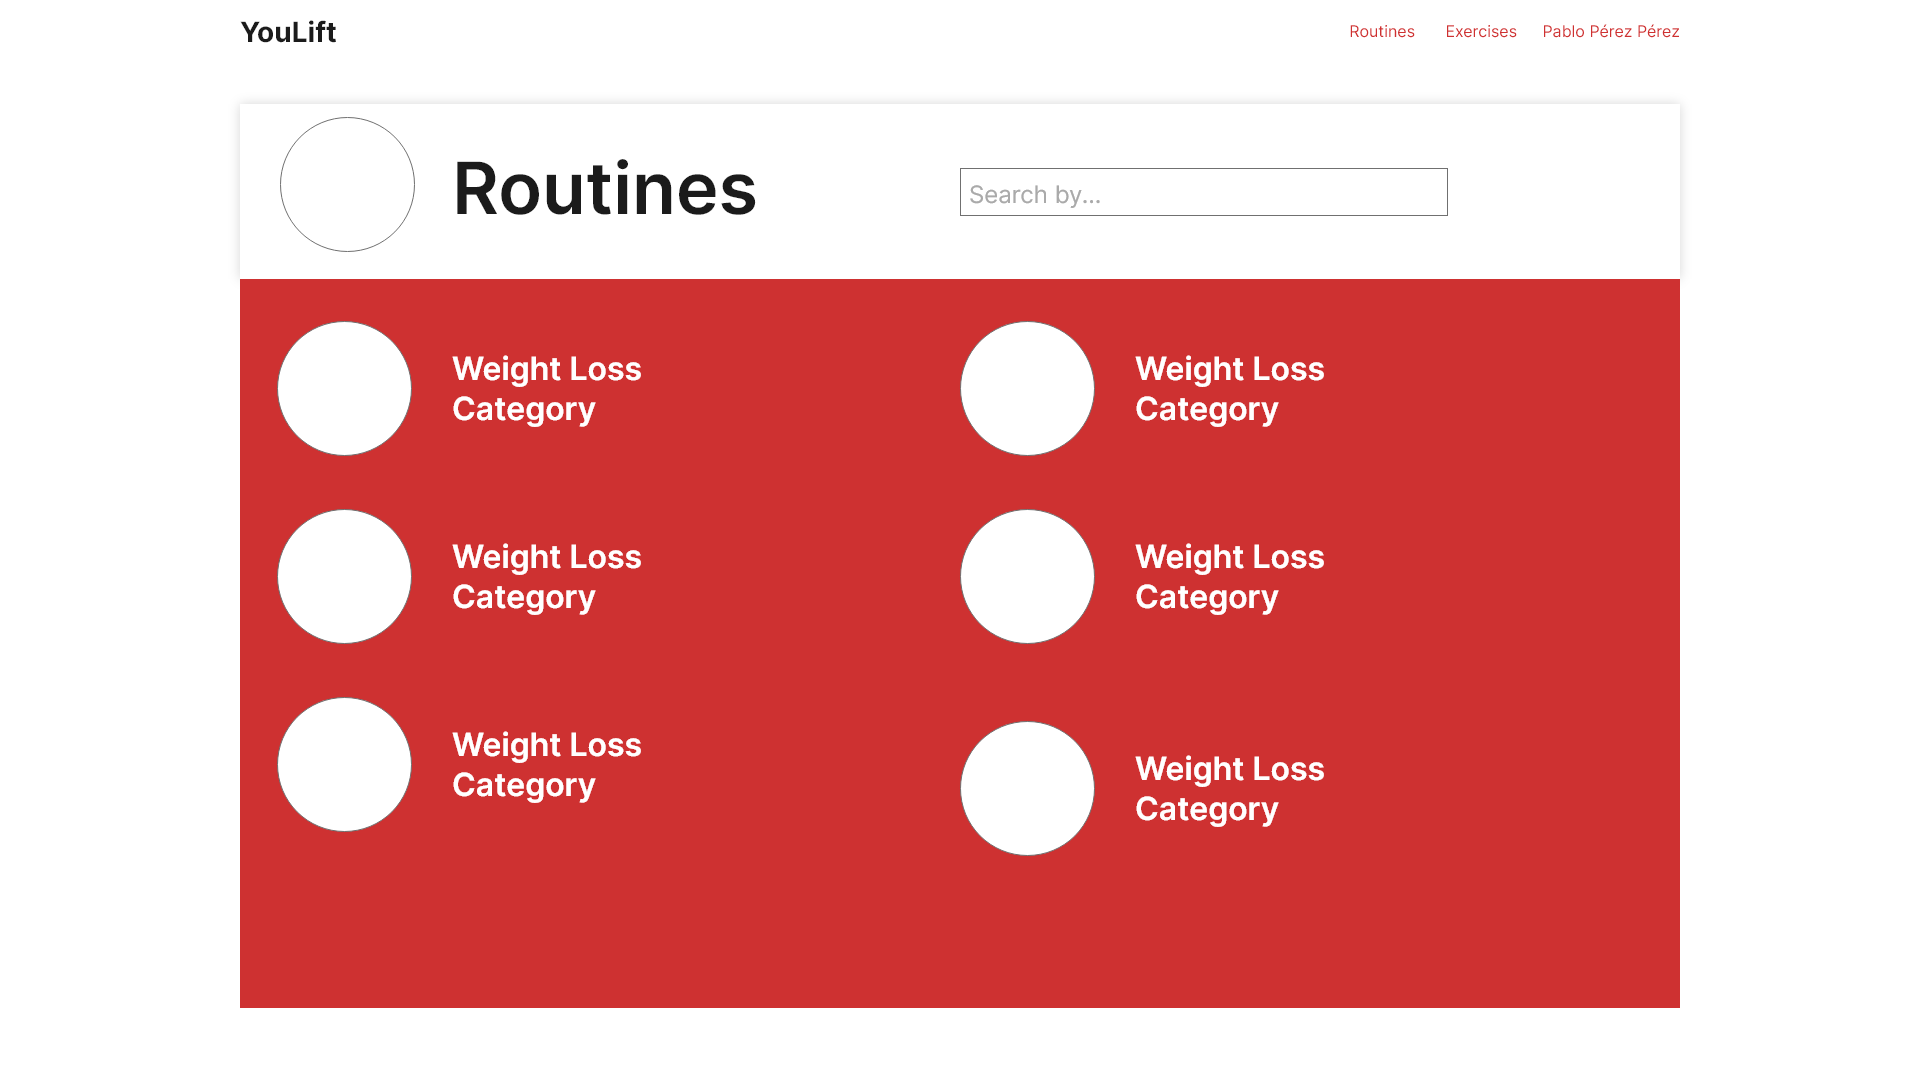 YouLift
Routines
Exercises
Pablo Pérez Pérez
Routines
Search by...
Weight Loss
Category
Weight Loss
Category
Weight Loss
Category
Weight Loss
Category
Weight Loss
Category
Weight Loss
Category